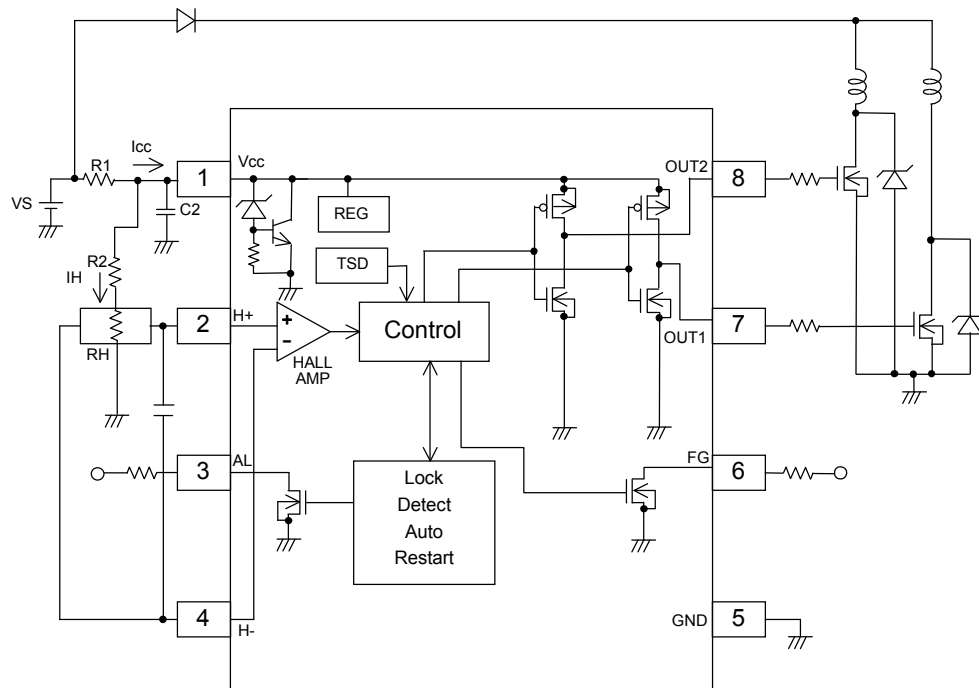 Icc
R1
1
Vcc
OUT2
8
VS
C2
REG
R2
TSD
IH
2
H+
+
-
Control
7
OUT1
RH
HALL
AMP
3
AL
FG
6
Lock
Detect
Auto
Restart
4
H-
GND
5